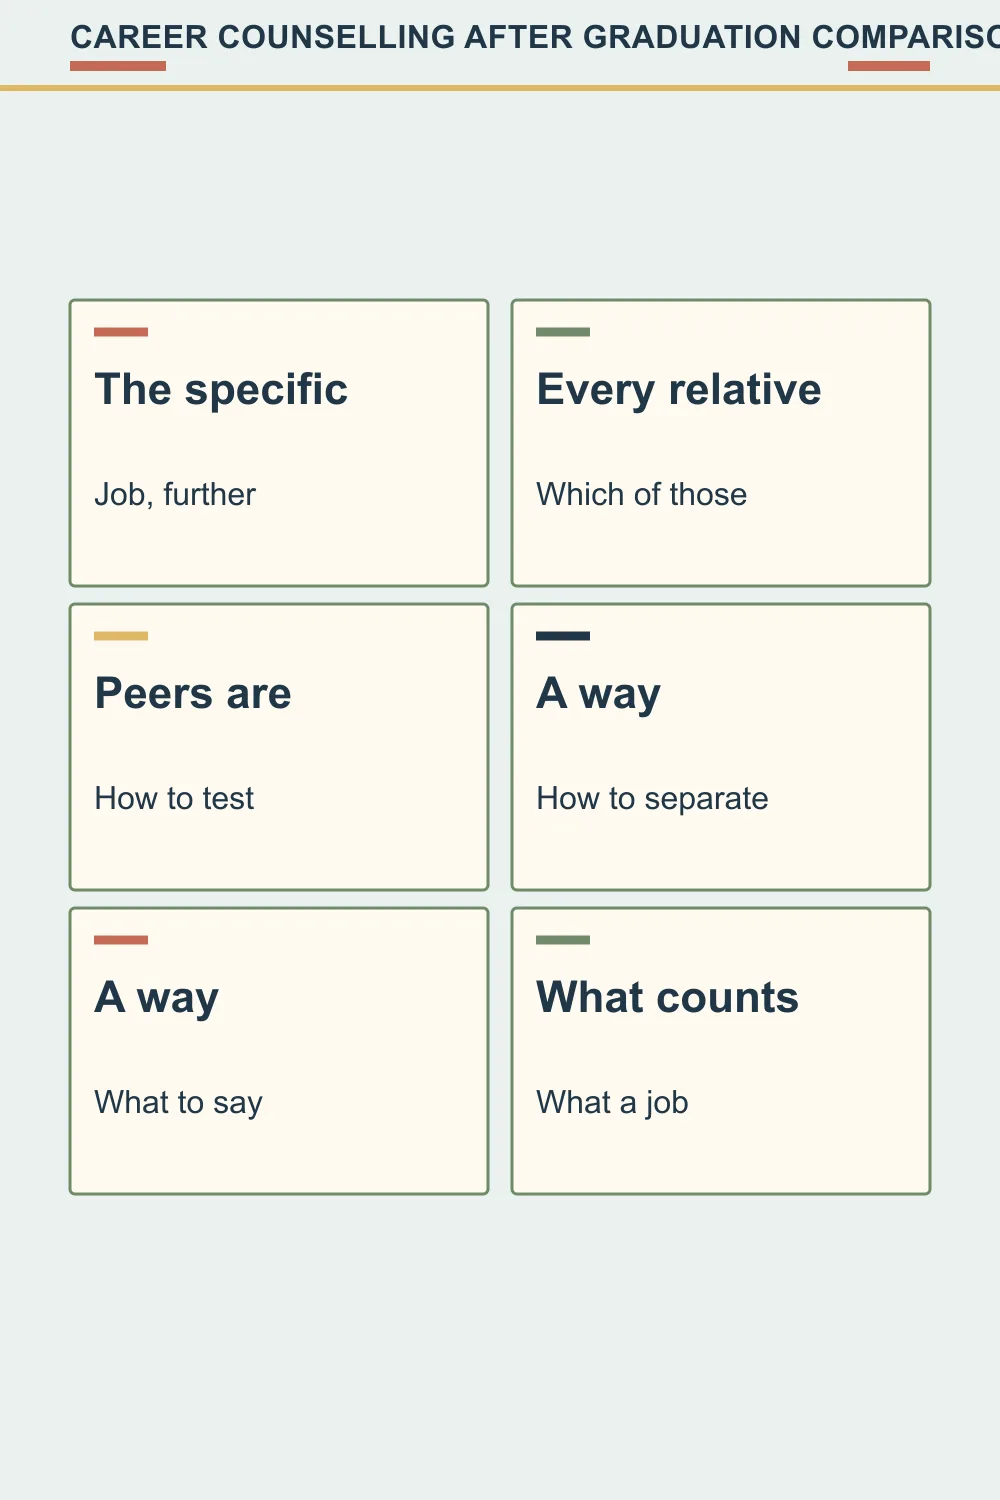 CAREER COUNSELLING AFTER GRADUATION COMPARISO
The specific
Job, further
Every relative
Which of those
Peers are
How to test
A way
How to separate
A way
What to say
What counts
What a job